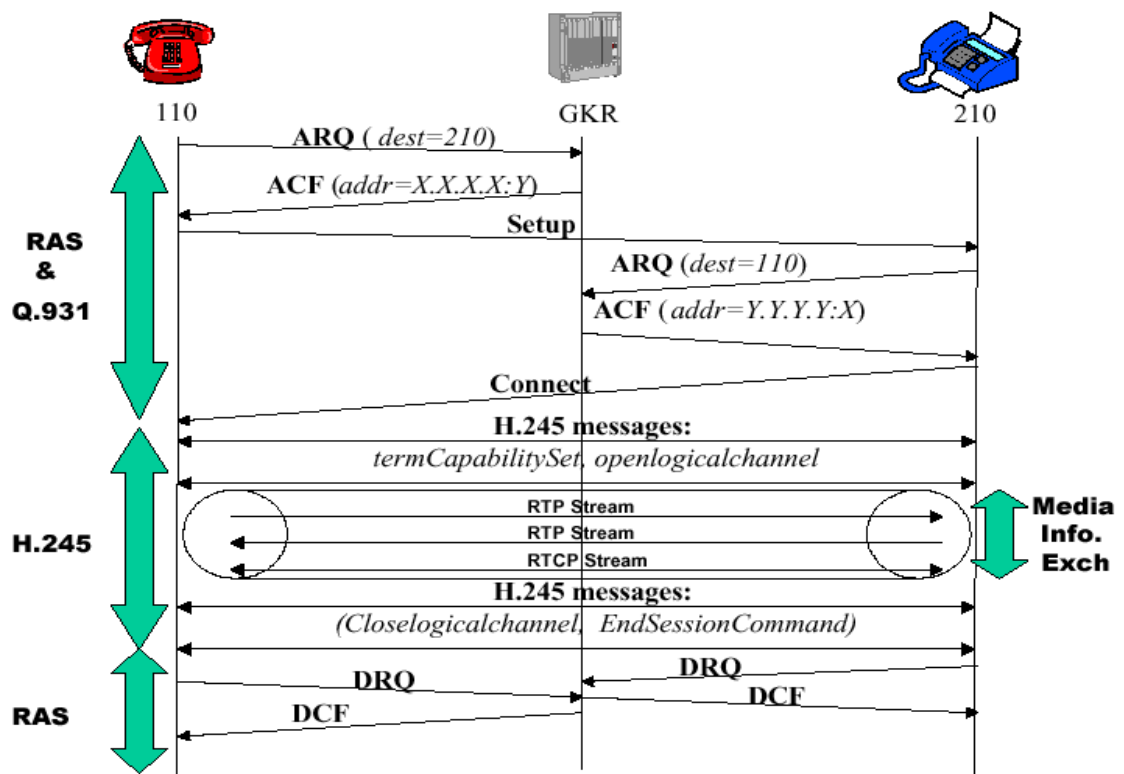 110
GKR
210
ARQ ( dest=210)
ACF (addr=X.X.X.X:Y)
Setup
ARQ (dest=110)
ACF (addr=Y.Y.Y.Y:X)
Connect
RAS
&
Q.931
H.245 messages:
termCapabilitySet, openlogicalchannel
RTP Stream
RTP Stream
RTCP Stream
Media
Info.
Exch
H.245
H.245 messages:
(Closelogicalchannel, EndSessionCommand)
DRQ
DRQ
DCF
DCF
RAS